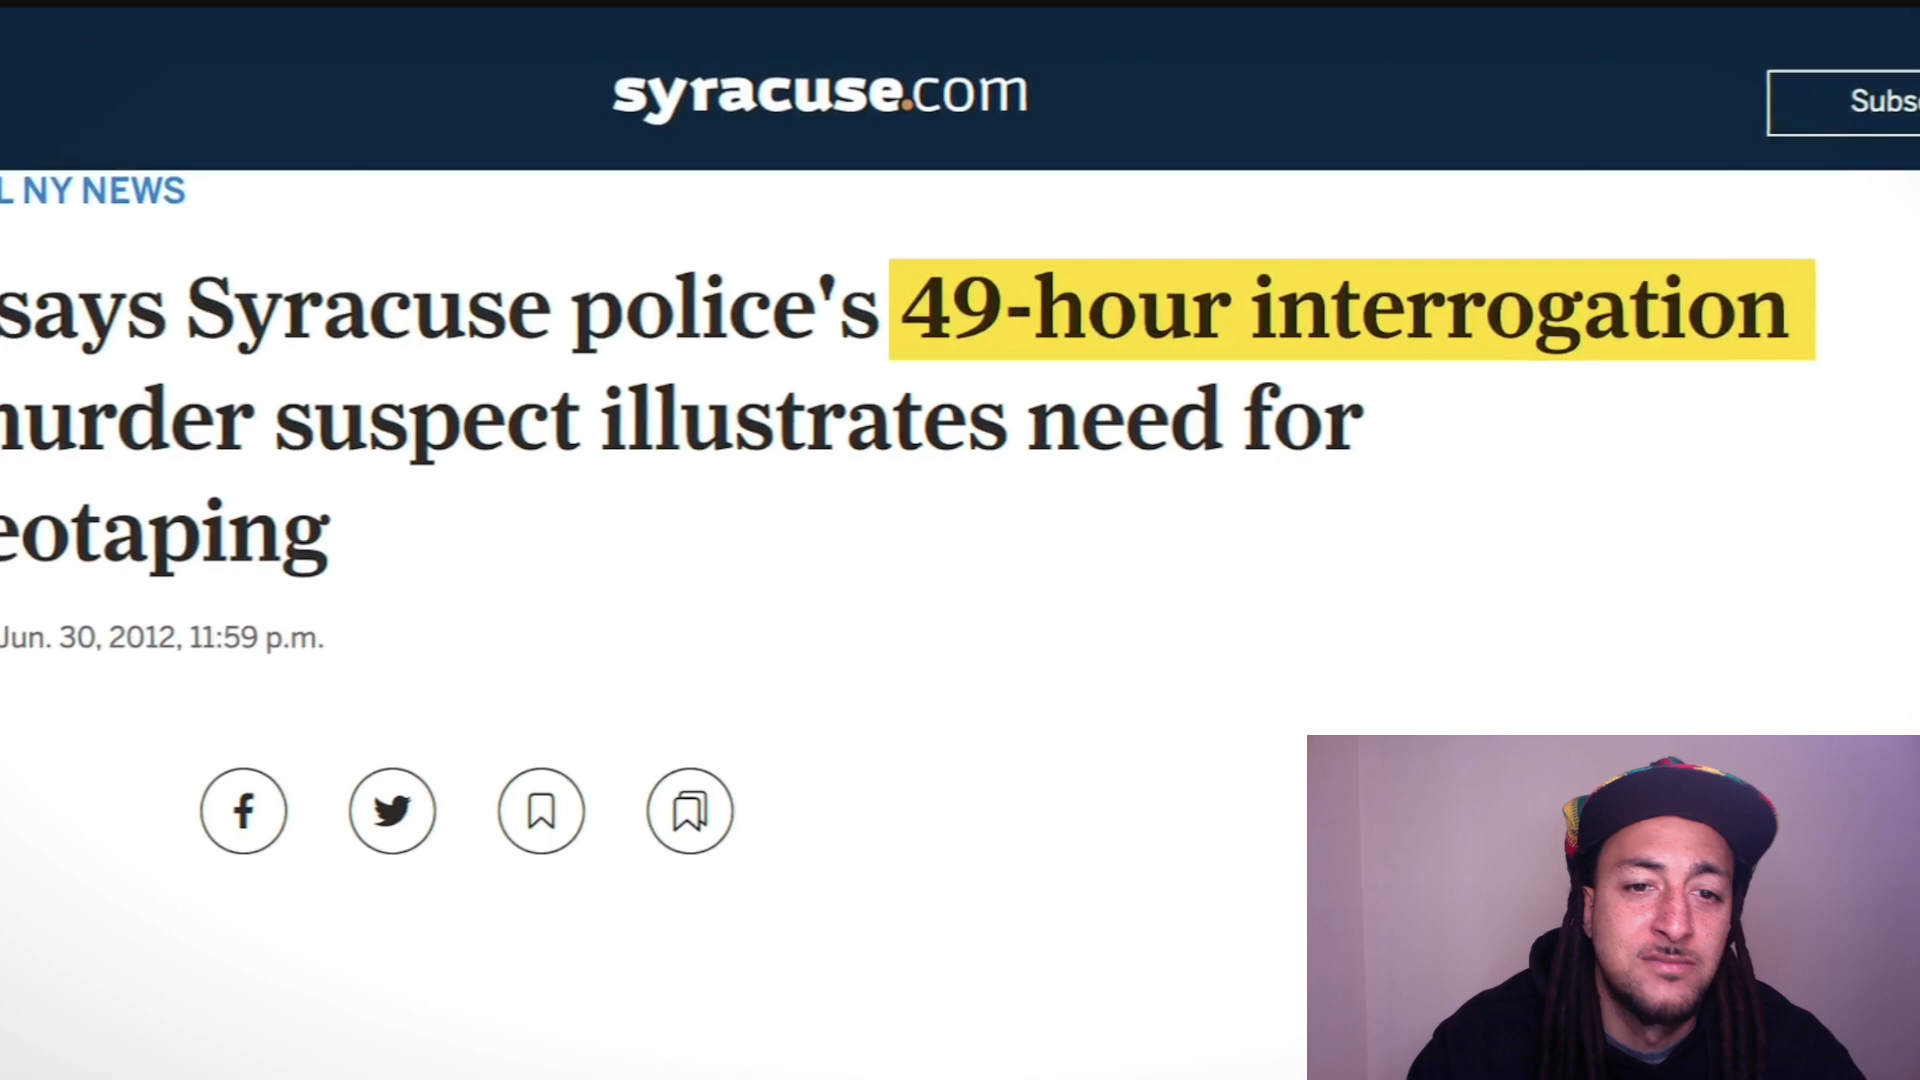 syracuse.com
Subs
L NY NEWS
says Syracuse police's 49-hour interrogation
urder suspect illustrates need for
eotaping
Jun. 30, 2012, 11:59 p.m.